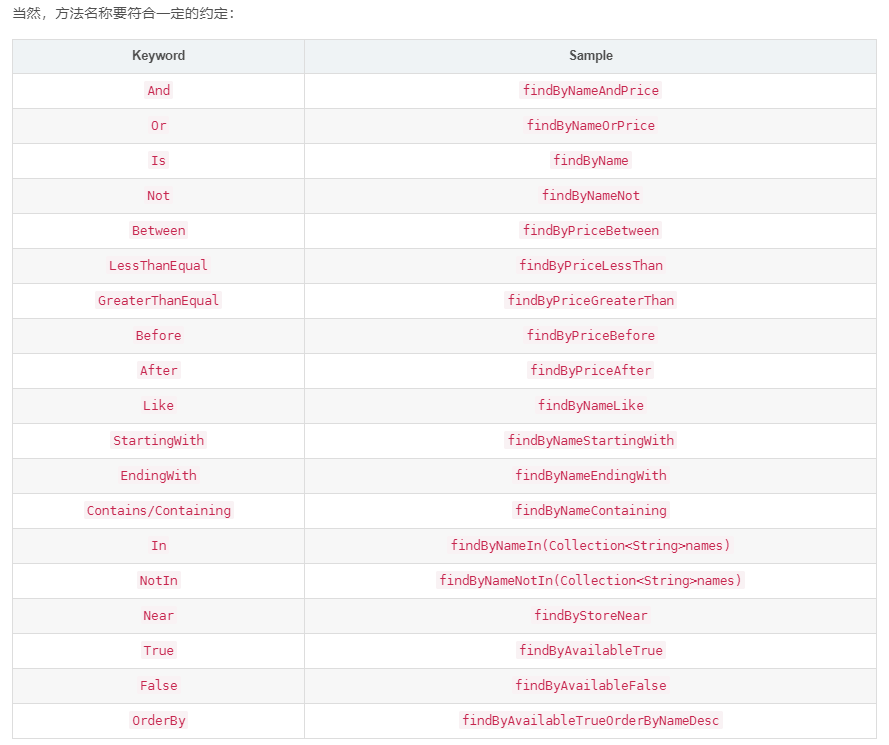 当然，方法名称要符合一定的约定：
Keyword Sample
And findByNameAndPrice
Or findByNameOrPrice
Is findByName
Not findByNameNot
Between findByPriceBetween
LessThanEqual findByPriceLessThan
GreaterThanEqual findByPriceGreaterThan
Before findByPriceBefore
After findByPriceAfter
Like findByNameLike
StartingWith findByNameStartingWith
EndingWith findByNameEndingWith
Contains/Containing findByNameContaining
In findByNameIn(Collection<String>names)
NotIn findByNameNotIn(Collection<String>names)
Near findByStoreNear
True findByAvailableTrue
False findByAvailableFalse
OrderBy findByAvailableTrueOrderByNameDesc